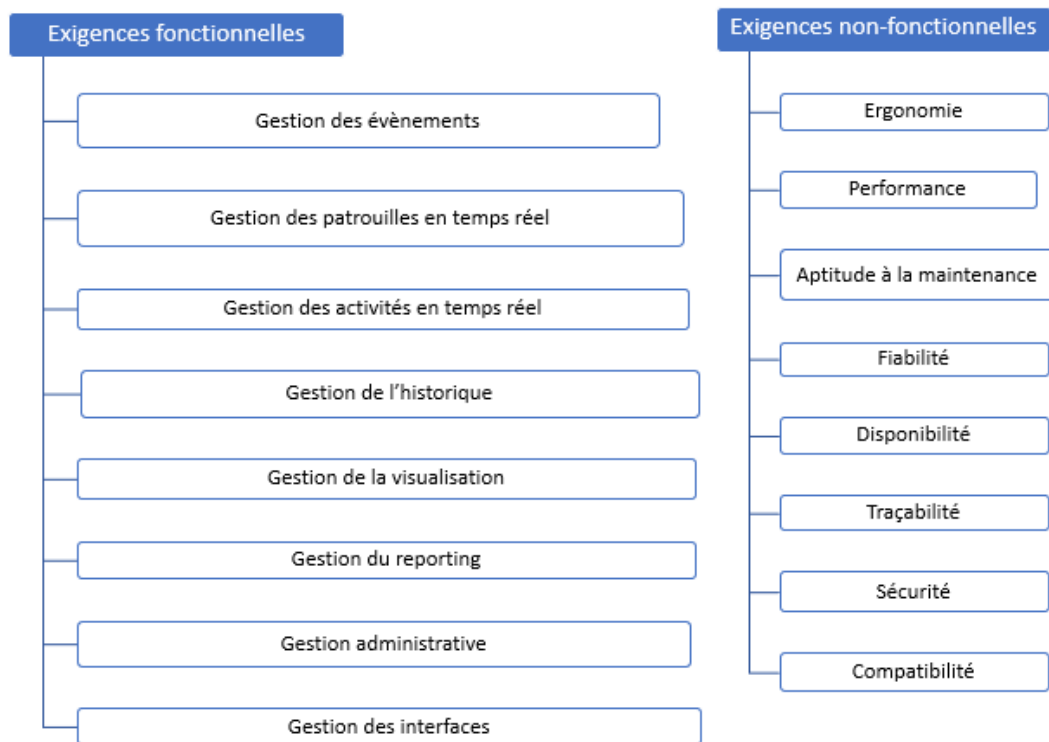 Exigences fonctionnelles
Gestion des évènements
Gestion des patrouilles en temps réel
Gestion des activités en temps réel
Gestion de l’historique
Gestion de la visualisation
Gestion du reporting
Gestion administrative
Gestion des interfaces
Exigences non-fonctionnelles
Ergonomie
Performance
Aptitude à la maintenance
Fiabilité
Disponibilité
Traçabilité
Sécurité
Compatibilité